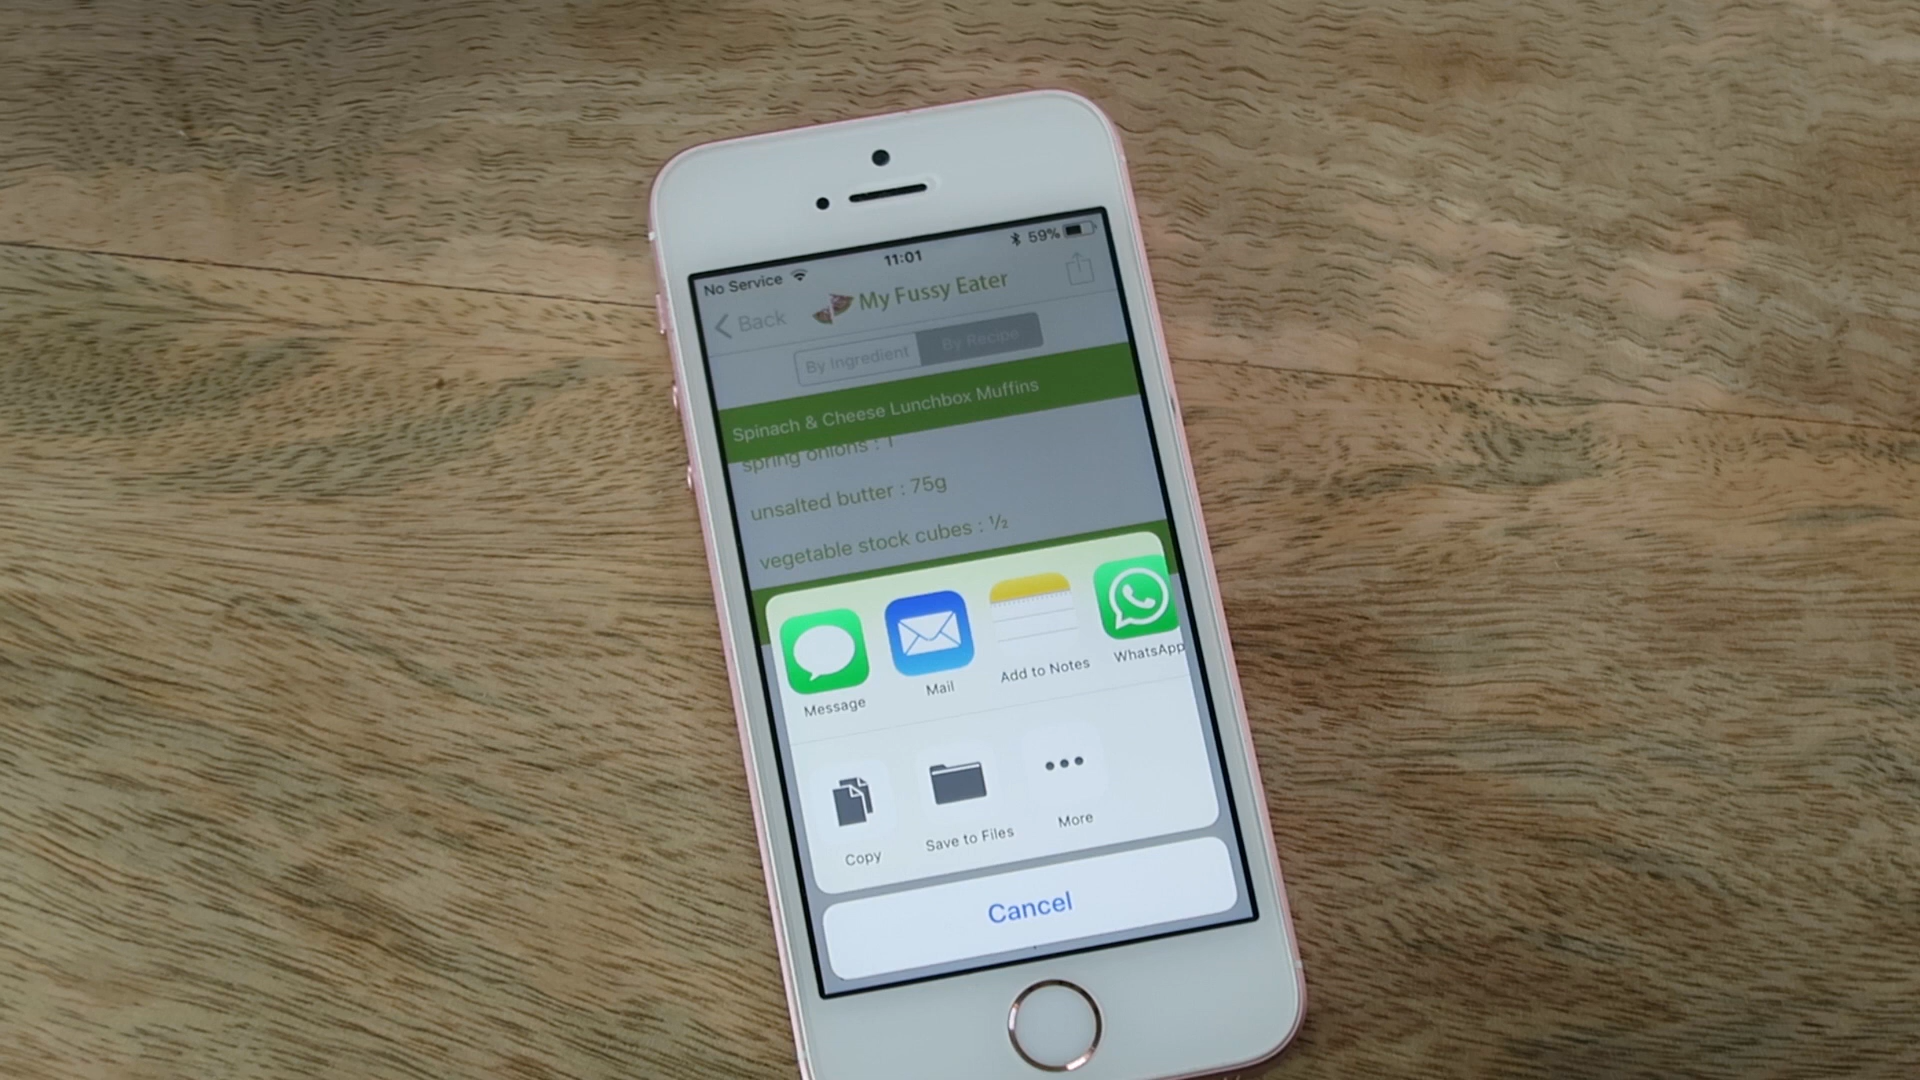 No Service 11:01 59%
Back My Fussy Eater
By Ingredient By Recipe
Spinach & Cheese Lunchbox Muffins
spring onions : 1
unsalted butter : 75g
vegetable stock cubes : ½
Message Mail Add to Notes WhatsApp
Copy Save to Files More
Cancel